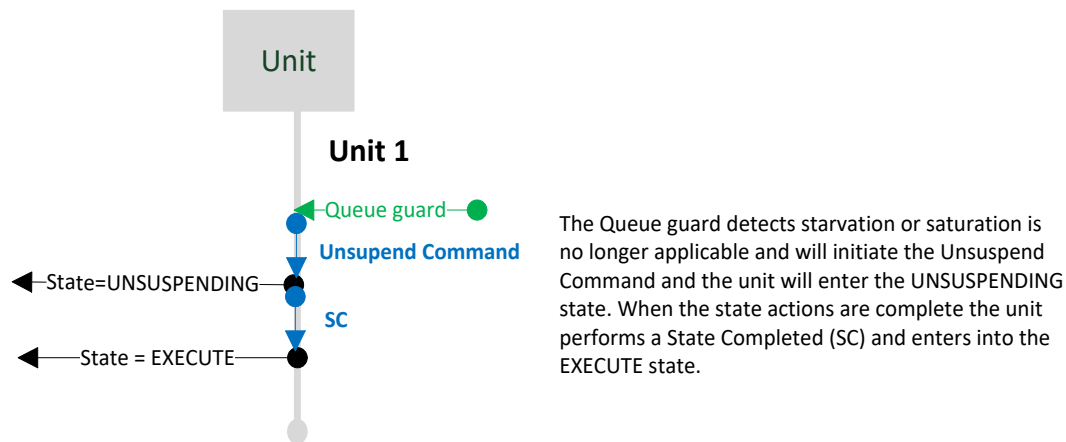 Unit
Unit 1
Queue guard
Unsupend Command
State=UNSUSPENDING
SC
State = EXECUTE
The Queue guard detects starvation or saturation is
no longer applicable and will initiate the Unsuspend
Command and the unit will enter the UNSUSPENDING
state. When the state actions are complete the unit
performs a State Completed (SC) and enters into the
EXECUTE state.